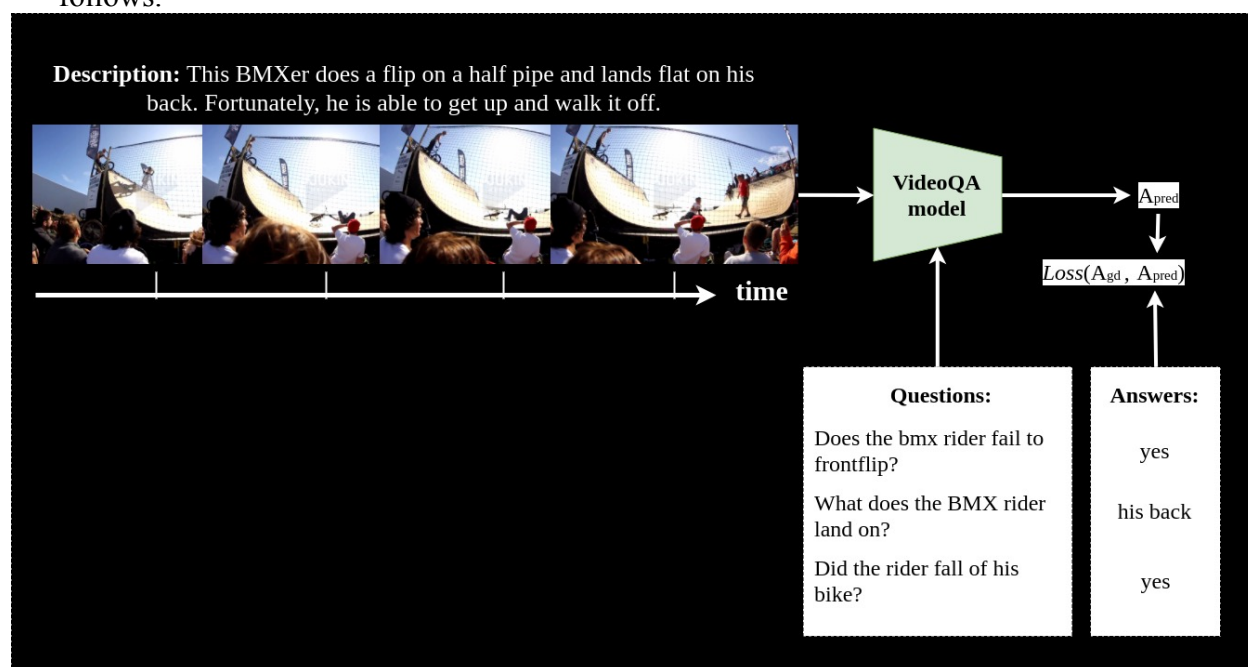 follows:
Description: This BMXer does a flip on a half pipe and lands flat on his
back. Fortunately, he is able to get up and walk it off.
JUKIN
time
VideoQA
model
Apred
Loss(Agd , Apred)
Questions:
Does the bmx rider fail to
frontflip?
What does the BMX rider
land on?
Did the rider fall of his
bike?
Answers:
yes
his back
yes